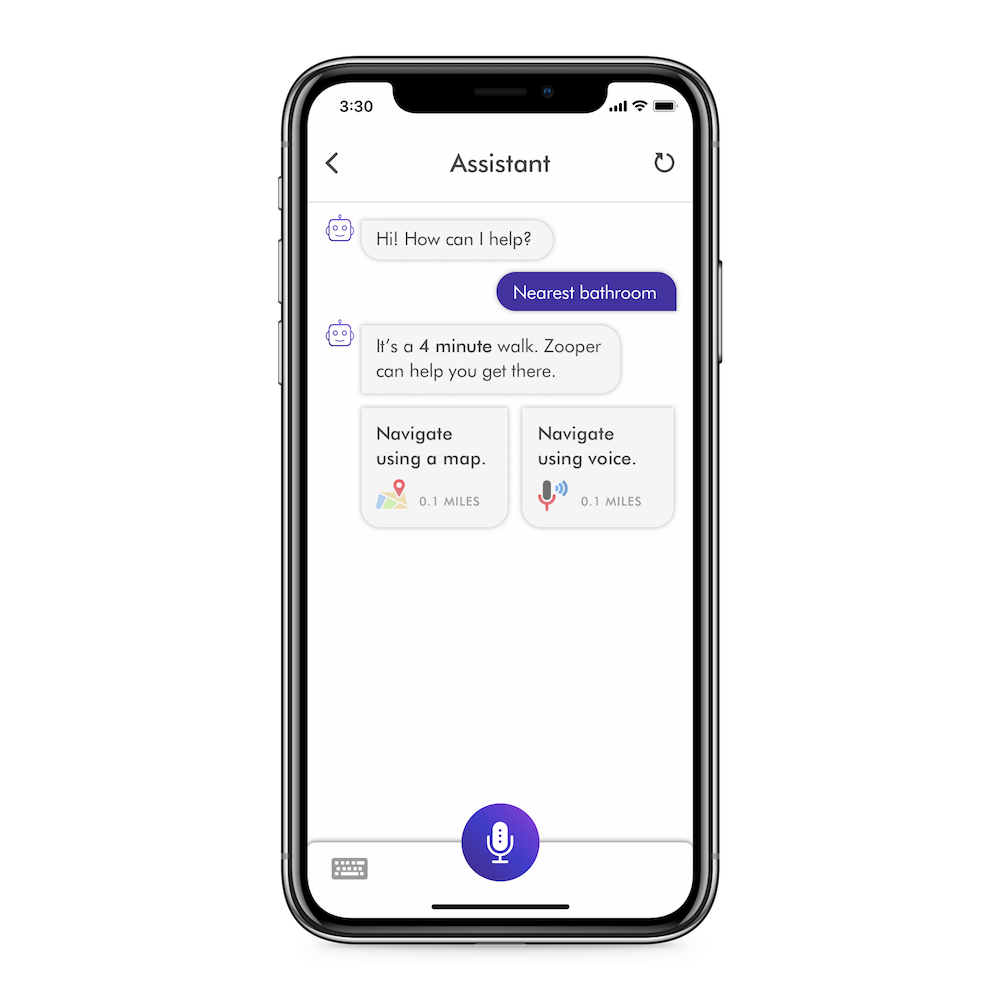 3:30
Assistant
Hi! How can I help?
Nearest bathroom
It's a 4 minute walk. Zooper
can help you get there.
Navigate
using a map.
0.1 MILES
Navigate
using voice.
0.1 MILES